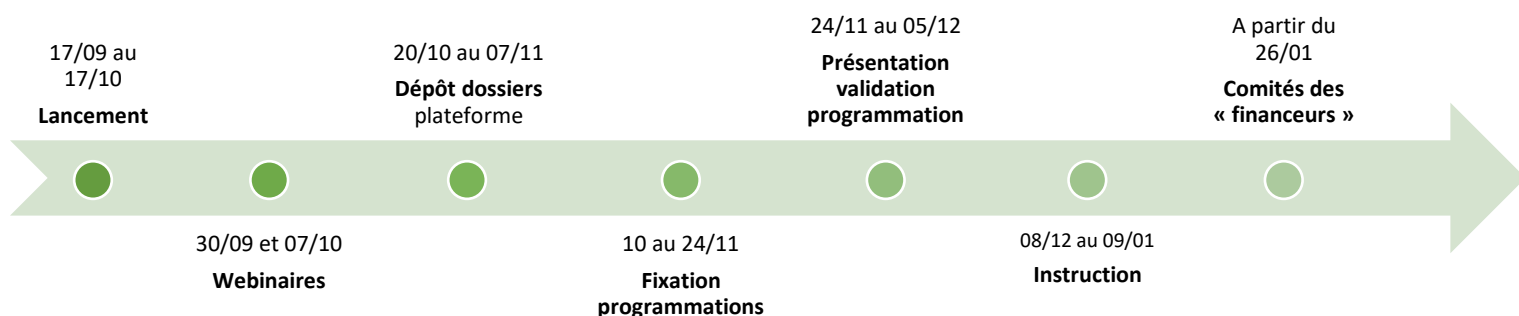 17/09 au
17/10
Lancement
30/09 et 07/10
Webinaires
20/10 au 07/11
Dépôt dossiers
plateforme
10 au 24/11
Fixation
programmations
24/11 au 05/12
Présentation
validation
programmation
08/12 au 09/01
Instruction
A partir du
26/01
Comités des
« financeurs »